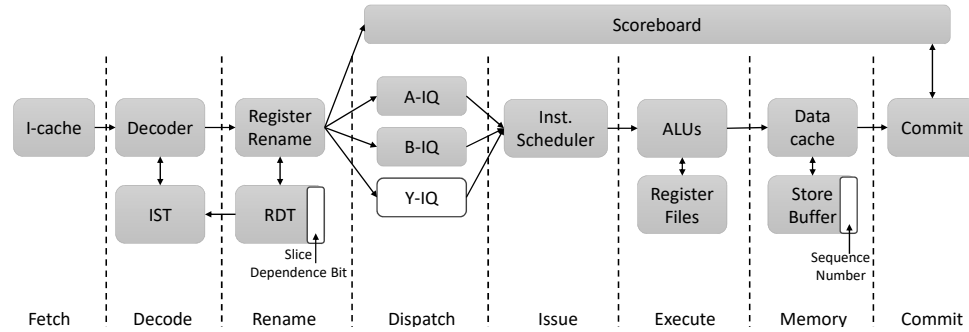 Scoreboard
I-cache
Decoder
Register
Rename
A-IQ
B-IQ
Y-IQ
Inst.
Scheduler
ALUs
Data
cache
Commit
IST
RDT
Register
Files
Store
Buffer
Slice
Dependence Bit
Sequence
Number
Fetch
Decode
Rename
Dispatch
Issue
Execute
Memory
Commit